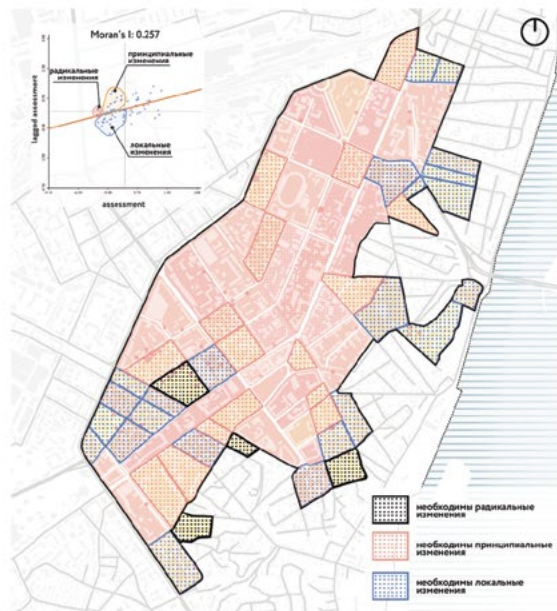 Moran's I: 0.257
принципиальные
изменения
радикальные
изменения
локальные
изменения
lagged assessment
assessment
необходимы радикальные
изменения
необходимы принципиальные
изменения
необходимы локальные
изменения